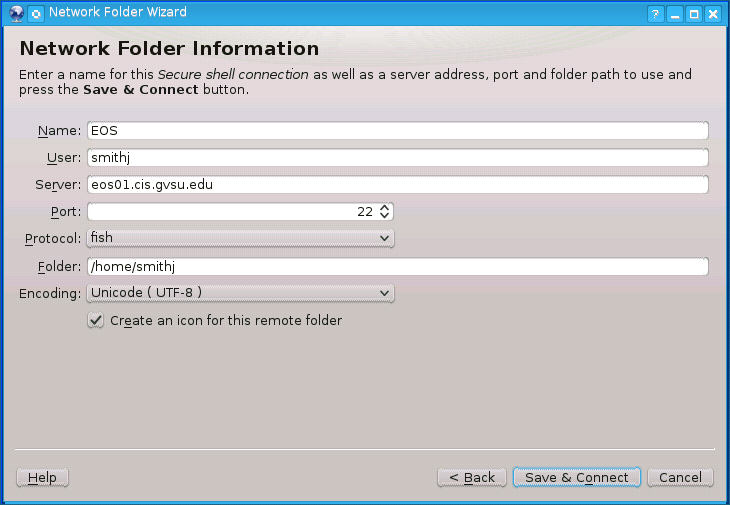 Network Folder Wizard
Network Folder Information
Enter a name for this Secure shell connection as well as a server address, port and folder path to use and
press the Save & Connect button.
Name: EOS
User: smithj
Server: eos01.cis.gvsu.edu
Port: 22
Protocol: fish
Folder: /home/smithj
Encoding: Unicode ( UTF-8 )
Create an icon for this remote folder
Help < Back Save & Connect Cancel